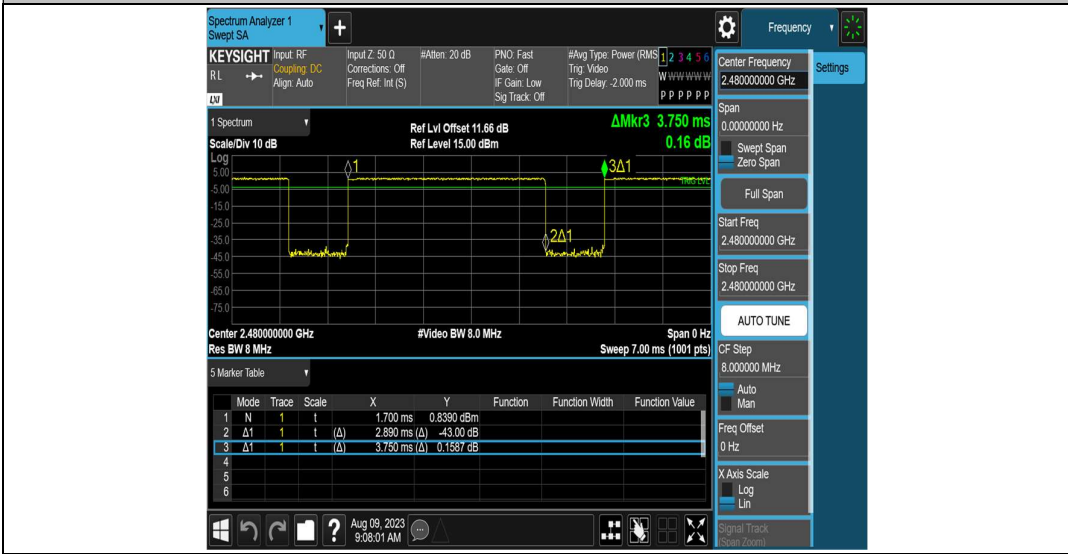 Spectrum Analyzer 1
Swept SA
+
Frequency
KEYSIGHT Input: RF Input Z: 50 Ω #Atten: 20 dB PNO: Fast #Avg Type: Power (RMS 1 2 3 4 5 6
RL Coupling: DC Corrections: Off Gate: Off Trig: Video W W W W W W
Align: Auto Freq Ref: Int (S) IF Gain: Low Trig Delay: -2.000 ms P P P P P P
LXI Sig Track: Off
1 Spectrum
Ref Lvl Offset 11.66 dB
ΔMkr3 3.750 ms
Scale/Div 10 dB Ref Level 15.00 dBm 0.16 dB
Log
5.00
-5.00
-15.0
-25.0
-35.0
-45.0
-55.0
-65.0
-75.0
1
3Δ1
TRIG LVL
2Δ1
Center 2.480000000 GHz #Video BW 8.0 MHz Span 0 Hz
Res BW 8 MHz Sweep 7.00 ms (1001 pts)
5 Marker Table
Mode Trace Scale X Y Function Function Width Function Value
1 N 1 t 1.700 ms 0.8390 dBm
2 Δ1 1 t (Δ) 2.890 ms (Δ) -43.00 dB
3 Δ1 1 t (Δ) 3.750 ms (Δ) 0.1587 dB
4
5
6
?
Aug 09, 2023
9:08:01 AM
Center Frequency
2.480000000 GHz
Settings
Span
0.00000000 Hz
Swept Span
Zero Span
Full Span
Start Freq
2.480000000 GHz
Stop Freq
2.480000000 GHz
AUTO TUNE
CF Step
8.000000 MHz
Auto
Man
Freq Offset
0 Hz
X Axis Scale
Log
Lin
Signal Track
(Span Zoom)